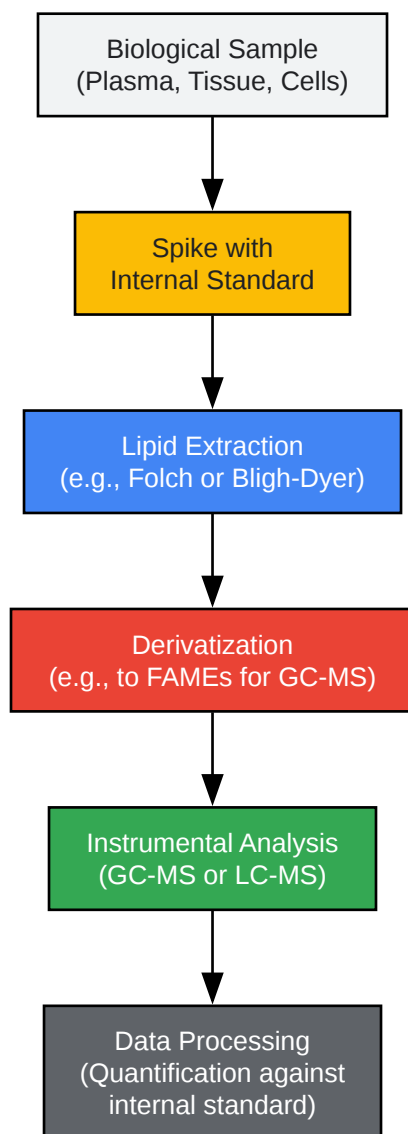 Biological Sample
(Plasma, Tissue, Cells)
Spike with
Internal Standard
Lipid Extraction
(e.g., Folch or Bligh-Dyer)
Derivatization
(e.g., to FAMEs for GC-MS)
Instrumental Analysis
(GC-MS or LC-MS)
Data Processing
(Quantification against
internal standard)